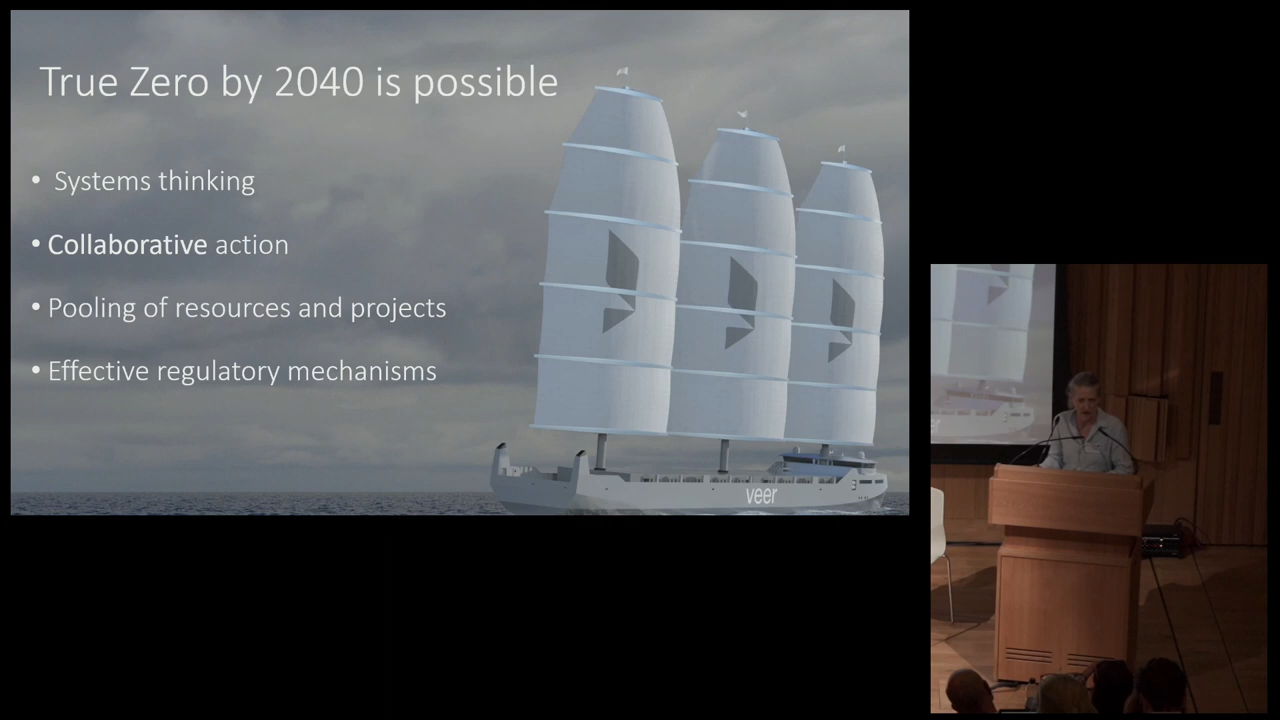 True Zero by 2040 is possible
• Systems thinking
• Collaborative action
• Pooling of resources and projects
• Effective regulatory mechanisms
veer